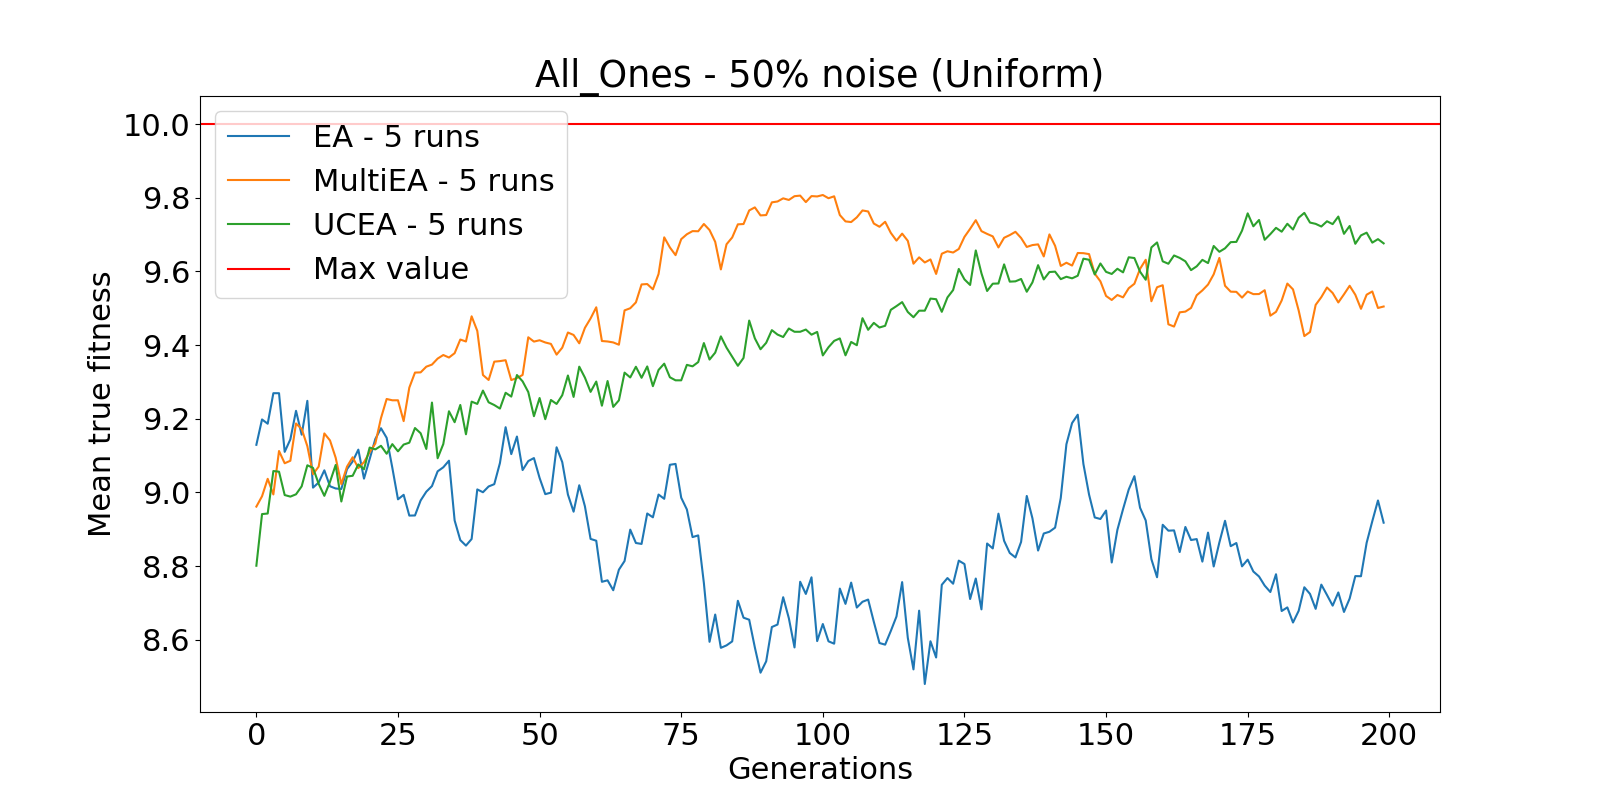 All_Ones - 50% noise (Uniform)
EA - 5 runs
MultiEA - 5 runs
UCEA - 5 runs
Max value
Mean true fitness
10.0
9.8
9.6
9.4
9.2
9.0
8.8
8.6
0 25 50 75 100 125 150 175 200
Generations